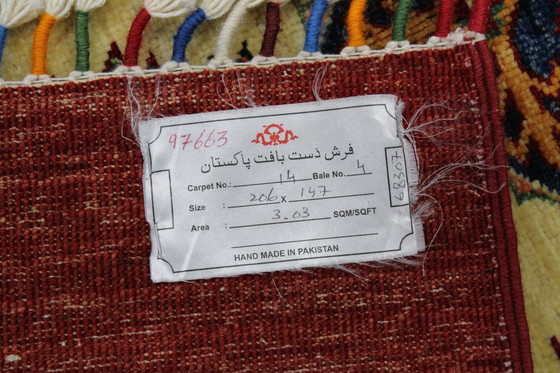 97663
فرش دست بافت پاکستان
Carpet No.: 14 Bale No. 4
Size : 206 x 147
Area : 3.03 SQM/SQFT
HAND MADE IN PAKISTAN
68307